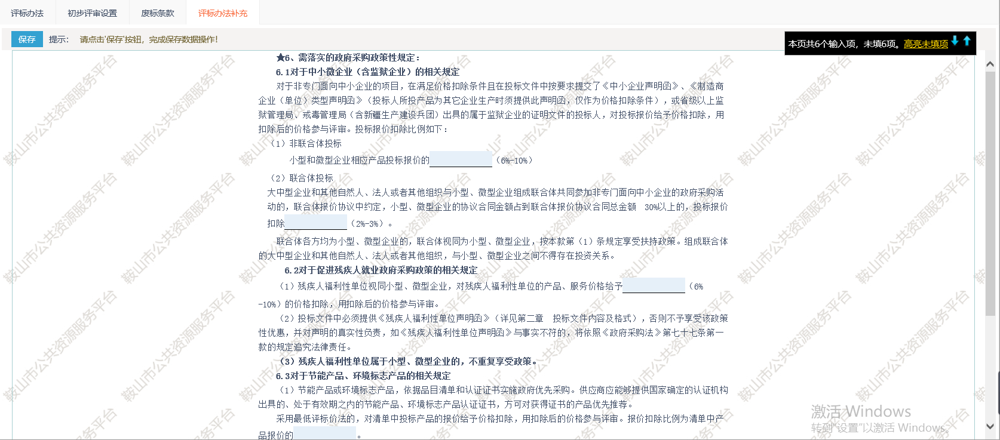 评标办法 初步评审设置 废标条款 评标办法补充
保存 提示： 请点击'保存'按钮，完成保存数据操作！
本页共6个输入项，未填6项。高亮未填项
★6、需落实的政府采购政策性规定：
6.1对于中小微企业（含监狱企业）的相关规定
对于非专门面向中小企业的项目，在满足价格扣除条件且在投标文件中按要求提交了《中小企业声明函》、《制造商
企业（单位）类型声明函》（投标人所投产品为其它企业生产时须提供此声明函，仅作为价格扣除条件），或省级以上监
狱管理局、戒毒管理局（含新疆生产建设兵团）出具的属于监狱企业的证明文件的投标人，对投标报价给予价格扣除，用
扣除后的价格参与评审。投标报价扣除比例如下：
（1）非联合体投标
小型和微型企业相应产品投标报价的 （6%-10%）
（2）联合体投标
大中型企业和其他自然人、法人或者其他组织与小型、微型企业组成联合体共同参加非专门面向中小企业的政府采购活
动的，联合体报价协议中约定，小型、微型企业的协议合同金额占到联合体报价协议合同总金额 30%以上的，投标报价
扣除 （2%-3%）。
联合体各方均为小型、微型企业的，联合体视同为小型、微型企业，按本款第（1）条规定享受扶持政策。组成联合体
的大中型企业和其他自然人、法人或者其他组织，与小型、微型企业之间不得存在投资关系。
6.2对于促进残疾人就业政府采购政策的相关规定
（1）残疾人福利性单位视同小型、微型企业，对残疾人福利性单位的产品、服务价格给予 （6%
-10%）的价格扣除，用扣除后的价格参与评审。
（2）投标文件中必须提供《残疾人福利性单位声明函》（详见第二章 投标文件内容及格式），否则不予享受该政策
性优惠，并对声明的真实性负责，如《残疾人福利性单位声明函》与事实不符的，将依照《政府采购法》第七十七条第一
款的规定追究法律责任。
（3）残疾人福利性单位属于小型、微型企业的，不重复享受政策。
6.3对于节能产品、环境标志产品的相关规定
（1）节能产品或环境标志产品，依据品目清单和认证证书实施政府优先采购。供应商应能够提供国家确定的认证机构
出具的、处于有效期之内的节能产品、环境标志产品认证证书，方可对获得证书的产品优先推荐。
采用最低评标价法的，对清单中投标产品的报价给予价格扣除，用扣除后的价格参与评审。报价扣除比例为清单中产
品报价的 。
鞍山市公共资源服务平台
激活 Windows
转到"设置"以激活 Windows。